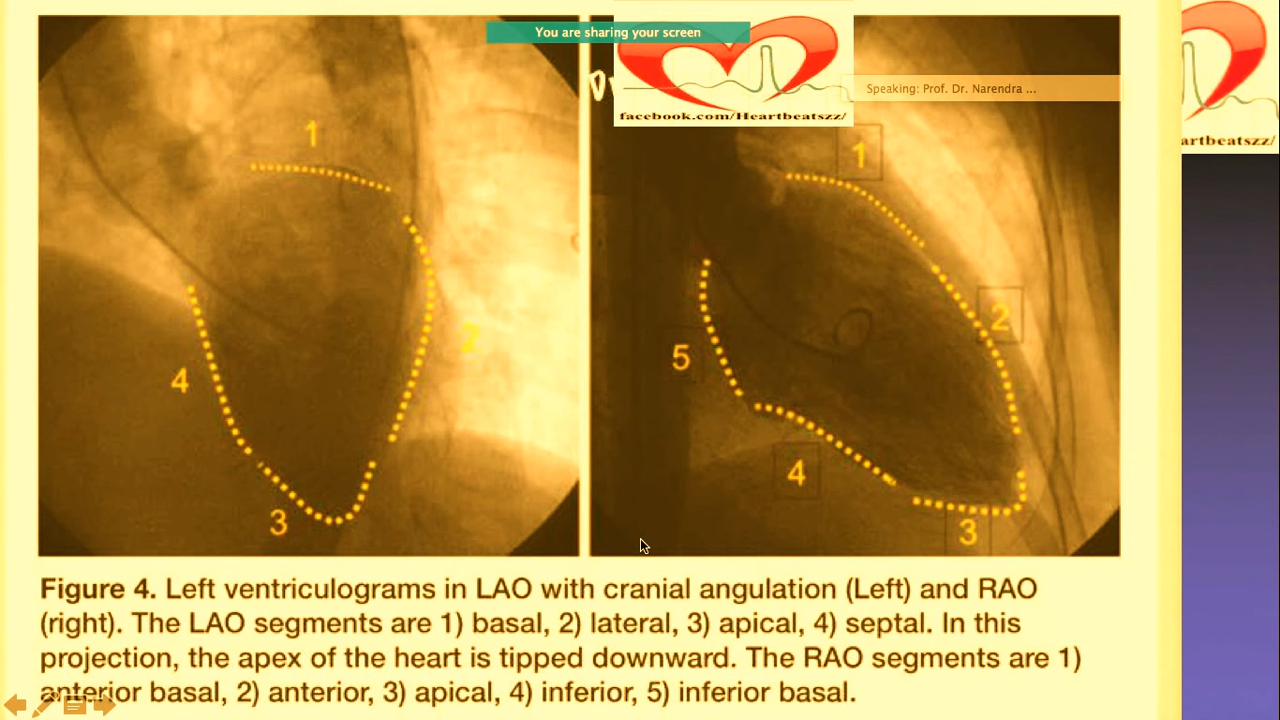 You are sharing your screen
Speaking: Prof. Dr. Narendra ...
facebook.com/Heartbeatszz/
artbeatszz/
1
2
3
4
1
2
3
4
5
Figure 4. Left ventriculograms in LAO with cranial angulation (Left) and RAO
(right). The LAO segments are 1) basal, 2) lateral, 3) apical, 4) septal. In this
projection, the apex of the heart is tipped downward. The RAO segments are 1)
anterior basal, 2) anterior, 3) apical, 4) inferior, 5) inferior basal.